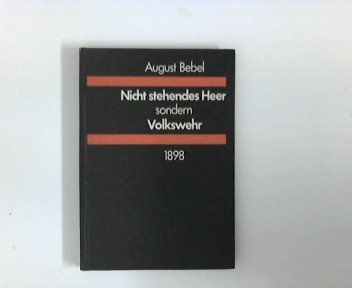 August Bebel
Nicht stehendes Heer
sondern
Volkswehr
1898